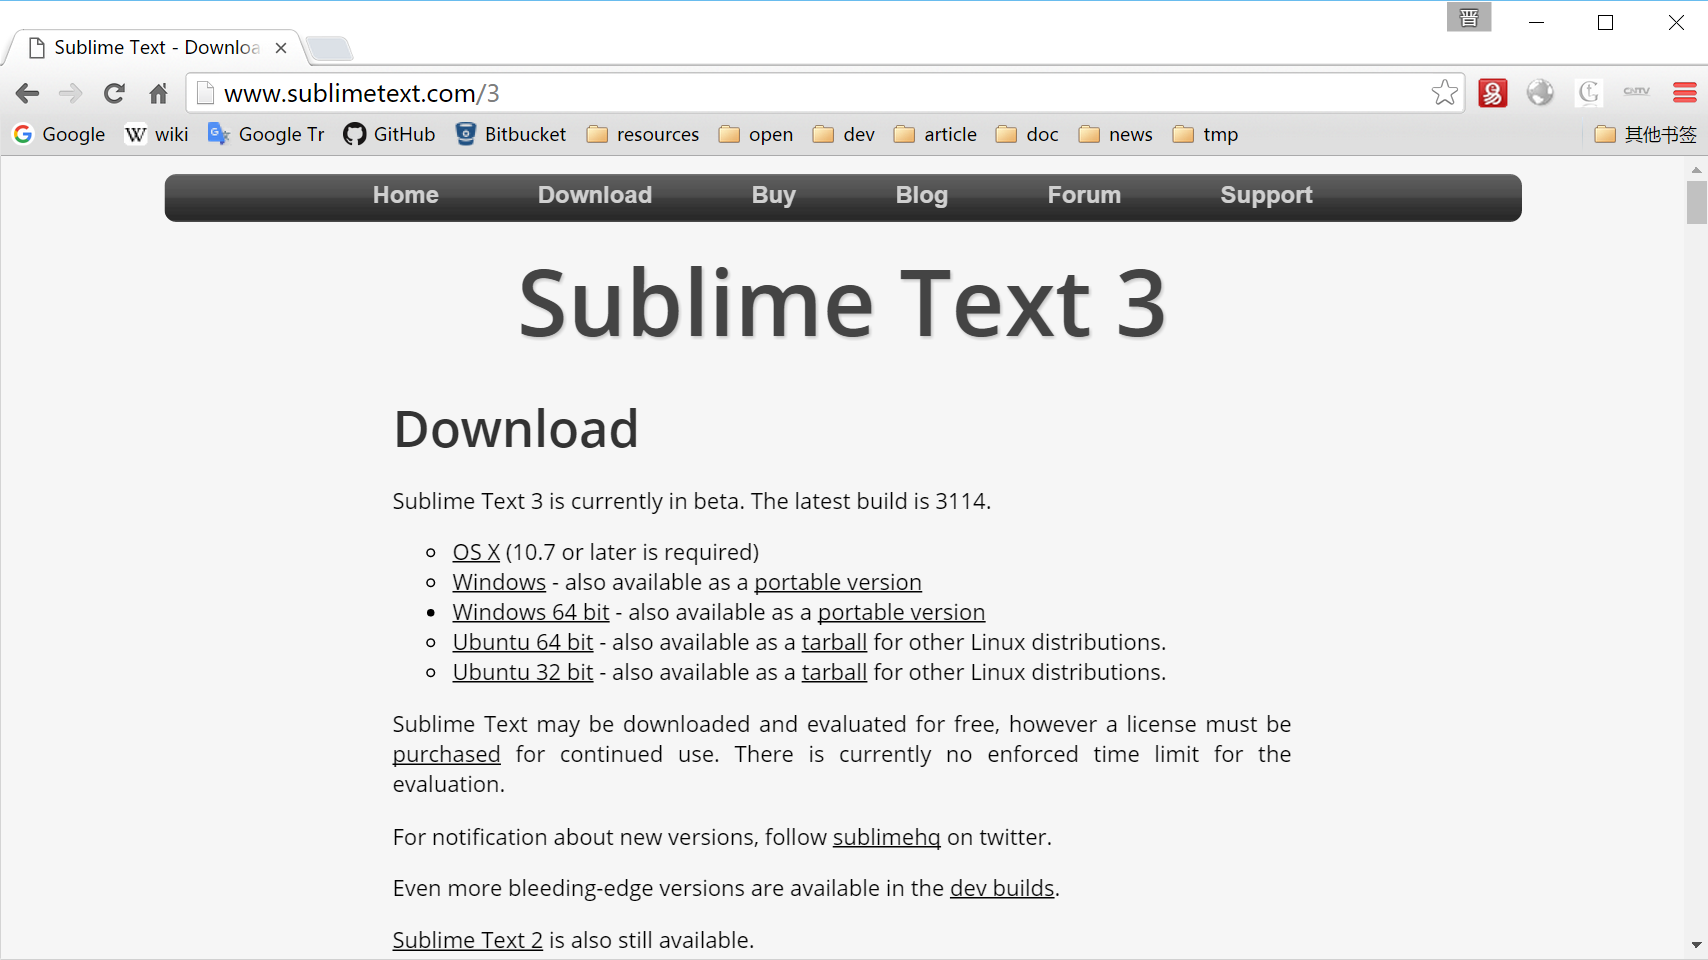 晋
Sublime Text - Downloa
www.sublimetext.com/3
CNTV
Google wiki Google Tr GitHub Bitbucket resources open dev article doc news tmp 其他书签
Home Download Buy Blog Forum Support
Sublime Text 3
Download
Sublime Text 3 is currently in beta. The latest build is 3114.
OS X (10.7 or later is required)
Windows - also available as a portable version
Windows 64 bit - also available as a portable version
Ubuntu 64 bit - also available as a tarball for other Linux distributions.
Ubuntu 32 bit - also available as a tarball for other Linux distributions.
Sublime Text may be downloaded and evaluated for free, however a license must be
purchased for continued use. There is currently no enforced time limit for the
evaluation.
For notification about new versions, follow sublimehq on twitter.
Even more bleeding-edge versions are available in the dev builds.
Sublime Text 2 is also still available.